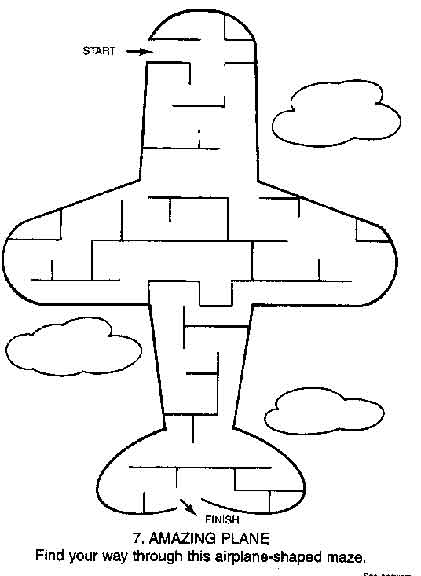 START
FINISH
7. AMAZING PLANE
Find your way through this airplane-shaped maze.